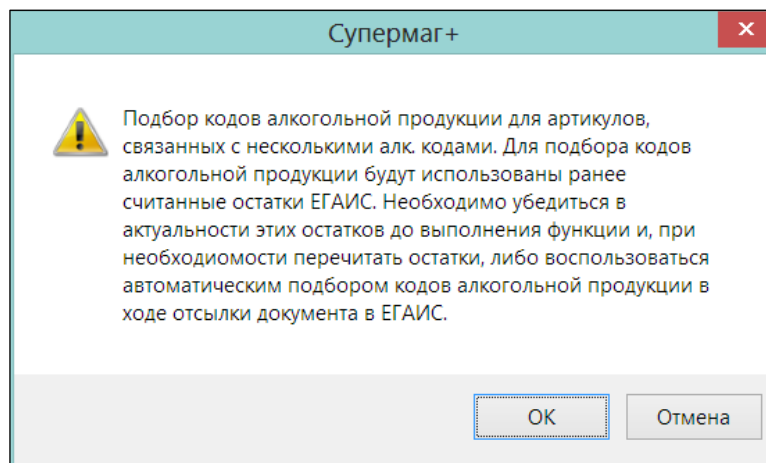 Супермаг+
Подбор кодов алкогольной продукции для артикулов,
связанных с несколькими алк. кодами. Для подбора кодов
алкогольной продукции будут использованы ранее
считанные остатки ЕГАИС. Необходимо убедиться в
актуальности этих остатков до выполнения функции и, при
необходиомости перечитать остатки, либо воспользоваться
автоматическим подбором кодов алкогольной продукции в
ходе отсылки документа в ЕГАИС.
ОК
Отмена